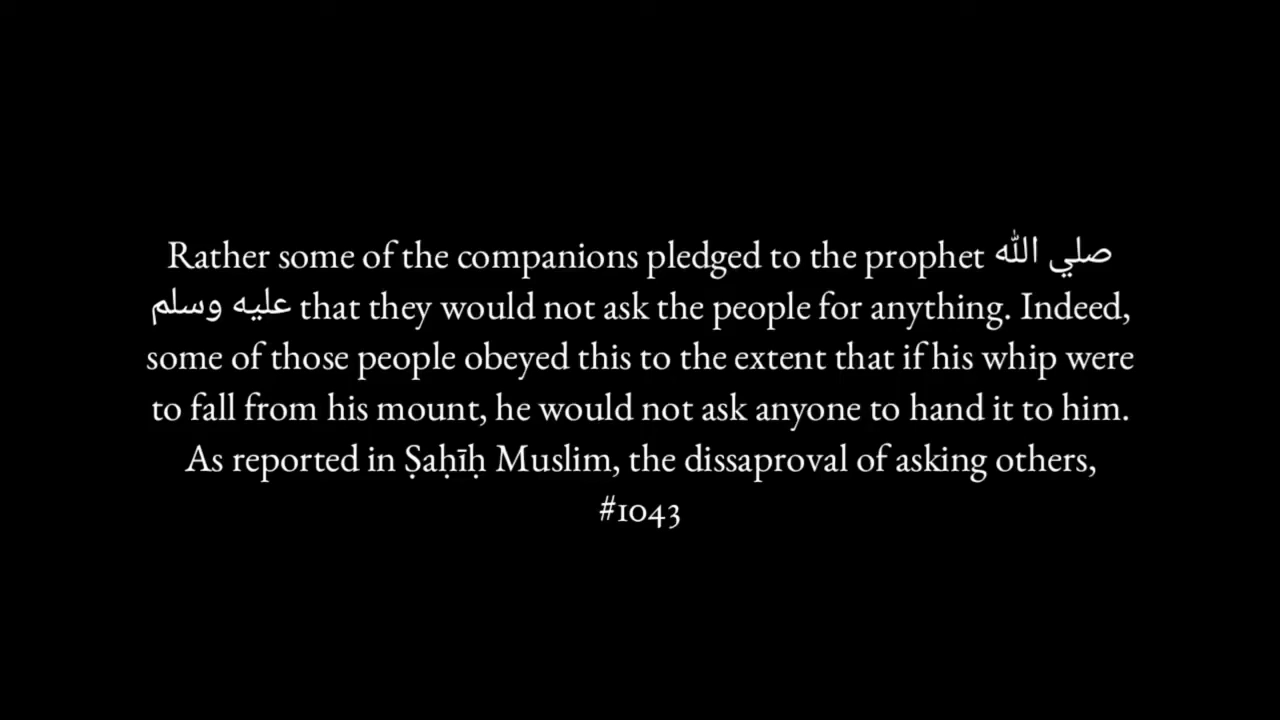 Rather some of the companions pledged to the prophet صلي الله
عليه وسلم that they would not ask the people for anything. Indeed,
some of those people obeyed this to the extent that if his whip were
to fall from his mount, he would not ask anyone to hand it to him.
As reported in Ṣaḥīḥ Muslim, the dissaproval of asking others,
#1043